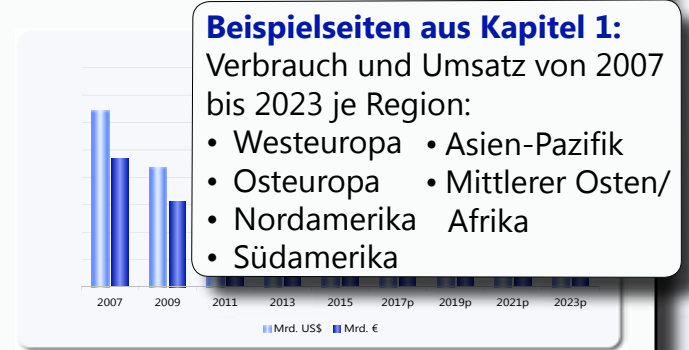 Beispielseiten aus Kapitel 1:
Verbrauch und Umsatz von 2007
bis 2023 je Region:
• Westeuropa • Asien-Pazifik
• Osteuropa • Mittlerer Osten/
• Nordamerika Afrika
• Südamerika
2007 2009 2011 2013 2015 2017p 2019p 2021p 2023p
Mrd. US$ Mrd. €